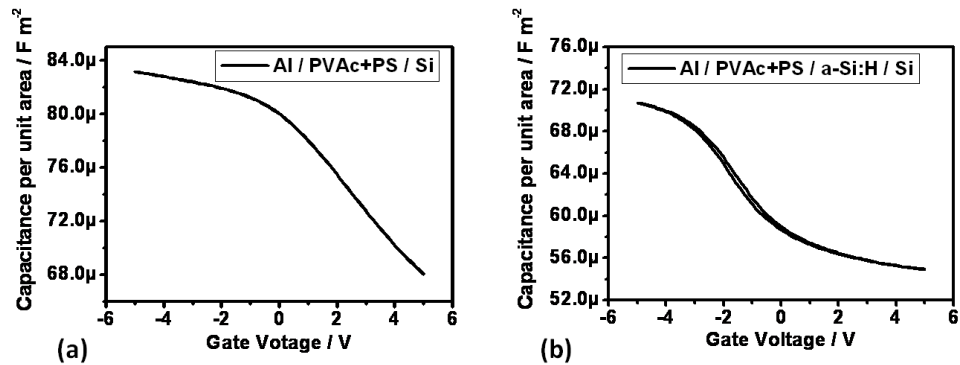 Capacitance per unit area / F m-2
84.0µ
80.0µ
76.0µ
72.0µ
68.0µ
Al / PVAc+PS / Si
-6 -4 -2 0 2 4 6
Gate Votage / V
(a)
Capacitance per unit area / F m-2
76.0µ
72.0µ
68.0µ
64.0µ
60.0µ
56.0µ
52.0µ
Al / PVAc+PS / a-Si:H / Si
-6 -4 -2 0 2 4 6
Gate Voltage / V
(b)